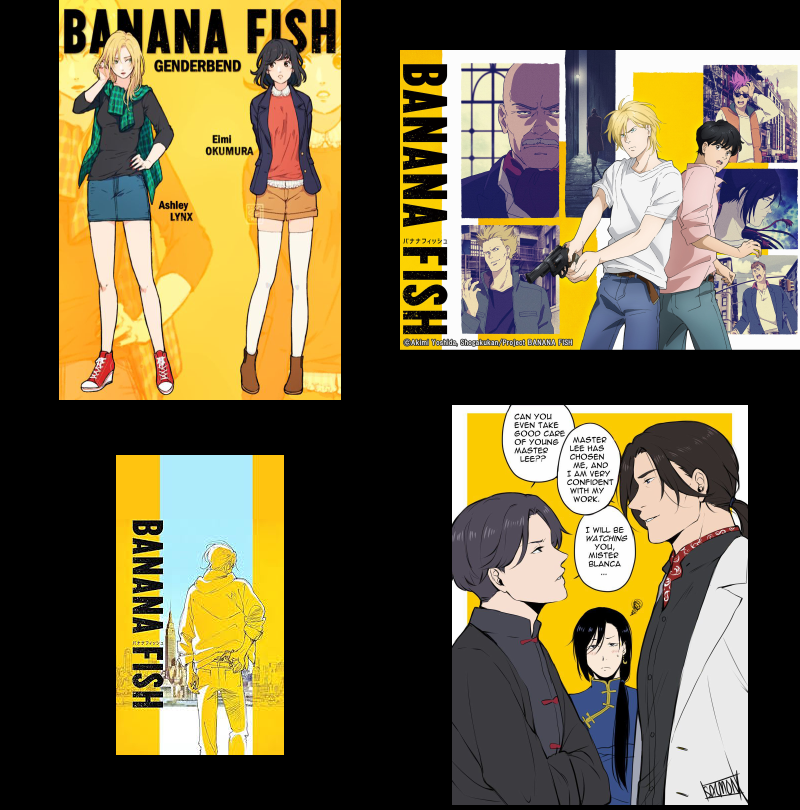 BANANA FISH
GENDERBEND
Eimi
OKUMURA
Ashley
LYNX
BANANA FISH
バナナフィッシュ
©Akimi Yoshida, Shogakukan/Project BANANA FISH
BANANA FISH
バナナフィッシュ
CAN YOU
EVEN TAKE
GOOD CARE
OF YOUNG
MASTER
LEE??
MASTER
LEE HAS
CHOSEN
ME, AND
I AM VERY
CONFIDENT
WITH MY
WORK.
I WILL BE
WATCHING
YOU,
MISTER
BLANCA
...
SOLMON